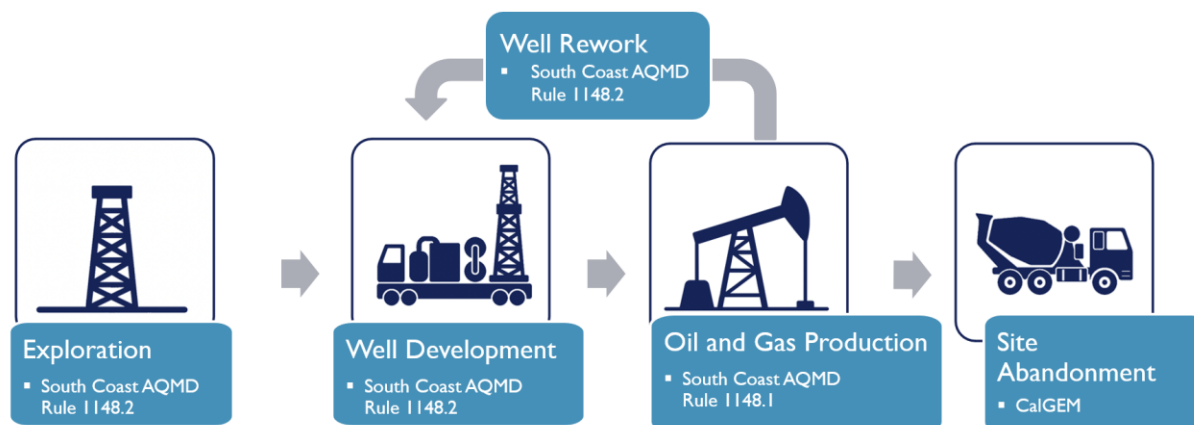 Well Rework
▪ South Coast AQMD
Rule 1148.2
Exploration
▪ South Coast AQMD
Rule 1148.2
Well Development
▪ South Coast AQMD
Rule 1148.2
Oil and Gas Production
▪ South Coast AQMD
Rule 1148.1
Site
Abandonment
▪ CalGEM